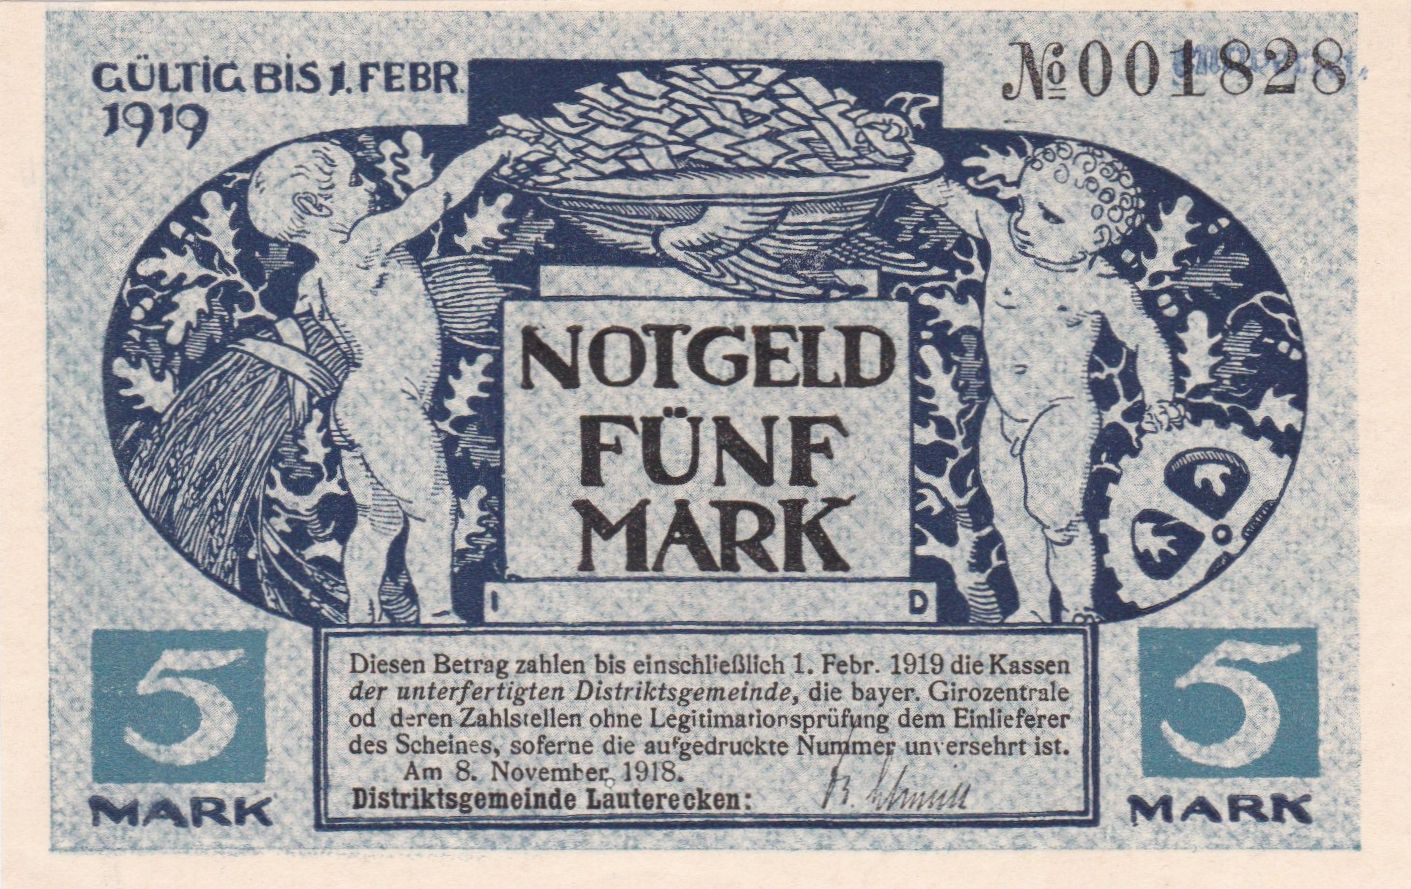 GÜLTIG BIS 1. FEBR.
1919
№ 001828
NOTGELD
FÜNF
MARK
I D
Diesen Betrag zahlen bis einschließlich 1. Febr. 1919 die Kassen
der unterfertigten Distriktsgemeinde, die bayer. Girozentrale
od deren Zahlstellen ohne Legitimationsprüfung dem Einlieferer
des Scheines, soferne die aufgedruckte Nummer unversehrt ist.
Am 8. November 1918.
Distriktsgemeinde Lauterecken:
5
MARK
5
MARK